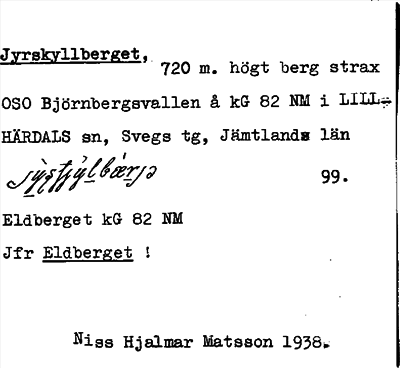 Jyrskyllberget,
720 m. högt berg strax
OSO Björnbergsvallen å kG 82 NM i LILL-
HÄRDALS sn, Svegs tg, Jämtlands län
99.
Eldberget kG 82 NM
Jfr Eldberget !
Niss Hjalmar Matsson 1938.